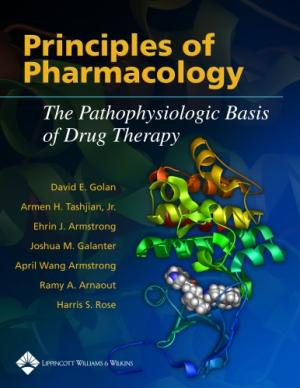 Principles of
Pharmacology
The Pathophysiologic Basis
of Drug Therapy
David E. Golan
Armen H. Tashjian, Jr.
Ehrin J. Armstrong
Joshua M. Galanter
April Wang Armstrong
Ramy A. Arnaout
Harris S. Rose
LIPPINCOTT WILLIAMS & WILKINS